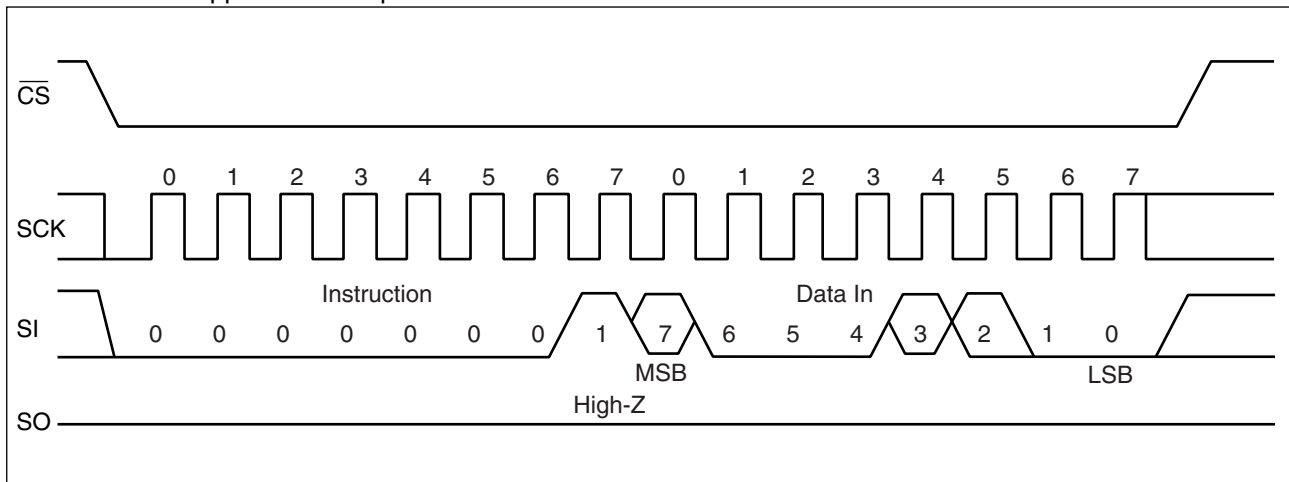 CS
0 1 2 3 4 5 6 7 0 1 2 3 4 5 6 7
SCK
Instruction Data In
SI 0 0 0 0 0 0 0 1 7 6 5 4 3 2 1 0
MSB LSB
High-Z
SO